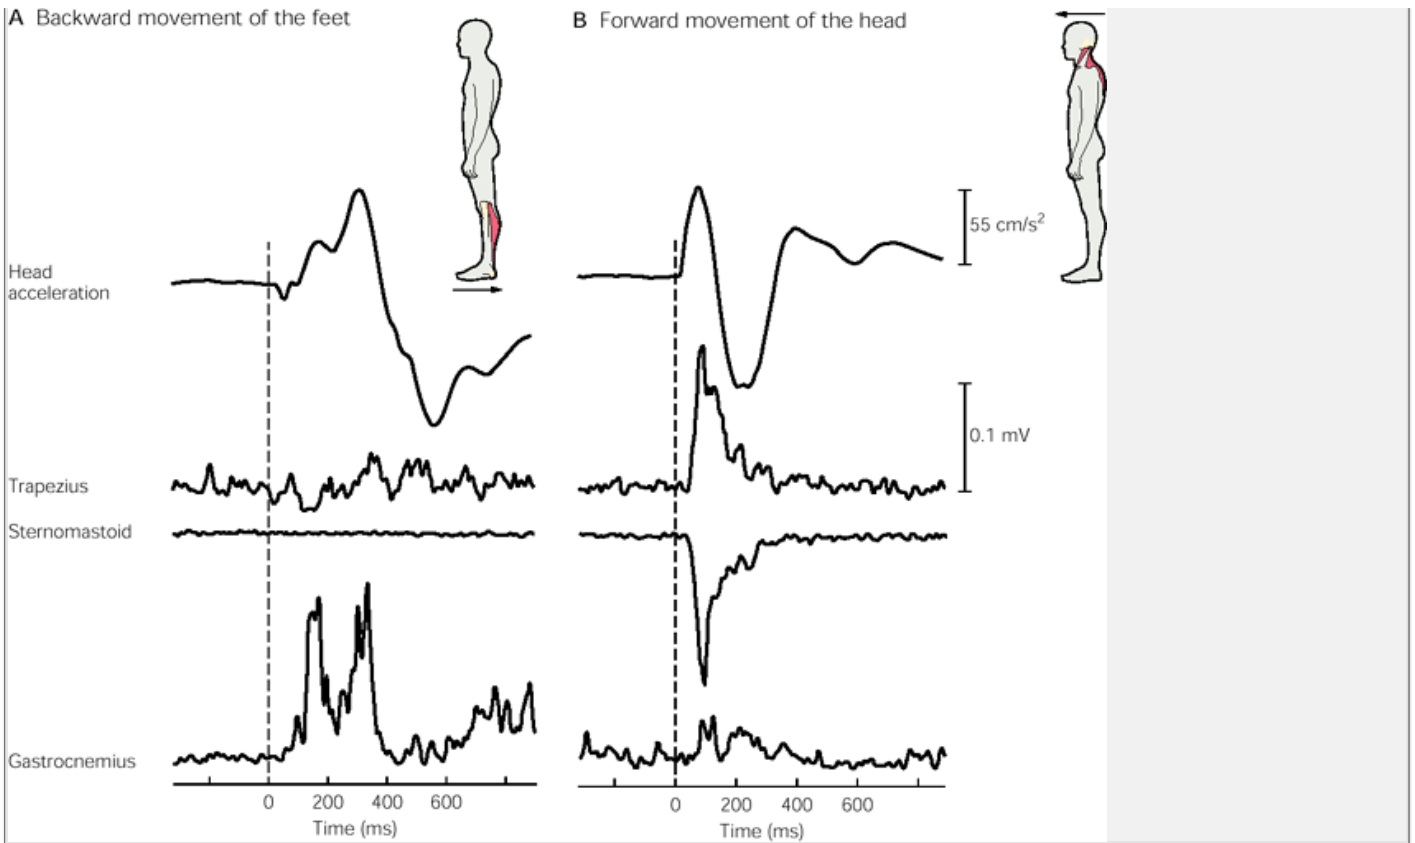 A Backward movement of the feet
B Forward movement of the head
55 cm/s²
Head
acceleration
0.1 mV
Trapezius
Sternomastoid
Gastrocnemius
0 200 400 600
Time (ms)
0 200 400 600
Time (ms)